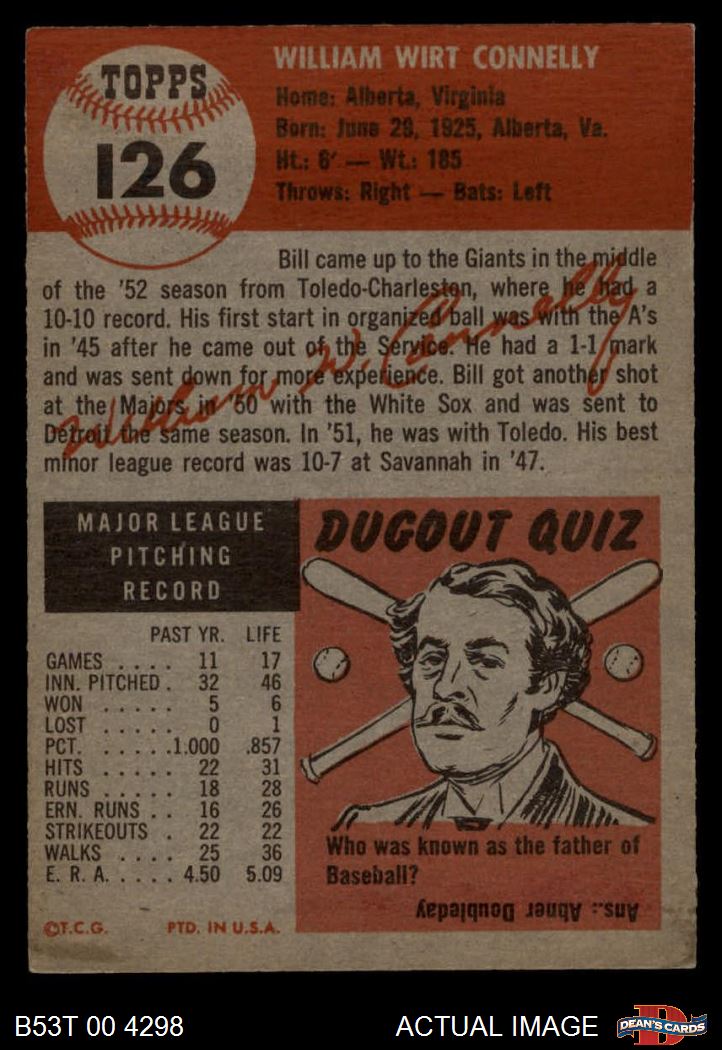 TOPPS
126
WILLIAM WIRT CONNELLY
Home: Alberta, Virginia
Born: June 29, 1925, Alberta, Va.
Ht.: 6' — Wt.: 185
Throws: Right — Bats: Left
Bill came up to the Giants in the middle
of the '52 season from Toledo-Charleston, where he had a
10-10 record. His first start in organized ball was with the A's
in '45 after he came out of the Service. He had a 1-1 mark
and was sent down for more experience. Bill got another shot
at the Majors in '50 with the White Sox and was sent to
Detroit the same season. In '51, he was with Toledo. His best
minor league record was 10-7 at Savannah in '47.
William W. Connelly
MAJOR LEAGUE
PITCHING
RECORD
PAST YR. LIFE
GAMES .... 11 17
INN. PITCHED . 32 46
WON ..... 5 6
LOST ..... 0 1
PCT. .....1.000 .857
HITS ..... 22 31
RUNS ..... 18 28
ERN. RUNS .. 16 26
STRIKEOUTS . 22 22
WALKS .... 25 36
E. R. A. .... 4.50 5.09
©T.C.G. PTD. IN U.S.A.
DUGOUT QUIZ
Who was known as the father of
Baseball?
Ans.: Abner Doubleday
B53T 00 4298
ACTUAL IMAGE
D
DEAN'S CARDS